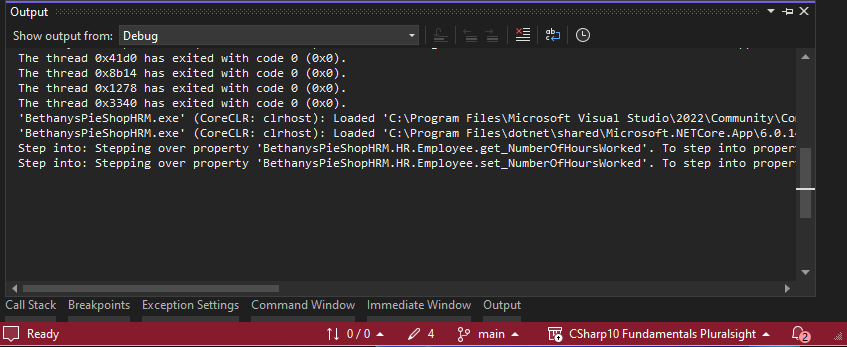 Output
Show output from: Debug
The thread 0x41d0 has exited with code 0 (0x0).
The thread 0x8b14 has exited with code 0 (0x0).
The thread 0x1278 has exited with code 0 (0x0).
The thread 0x3340 has exited with code 0 (0x0).
'BethanysPieShopHRM.exe' (CoreCLR: clrhost): Loaded 'C:\Program Files\Microsoft Visual Studio\2022\Community\Com
'BethanysPieShopHRM.exe' (CoreCLR: clrhost): Loaded 'C:\Program Files\dotnet\shared\Microsoft.NETCore.App\6.0.14
Step into: Stepping over property 'BethanysPieShopHRM.HR.Employee.get_NumberOfHoursWorked'. To step into proper
Step into: Stepping over property 'BethanysPieShopHRM.HR.Employee.set_NumberOfHoursWorked'. To step into proper
Call Stack Breakpoints Exception Settings Command Window Immediate Window Output
Ready 0 / 0 4 main CSharp10 Fundamentals Pluralsight 2